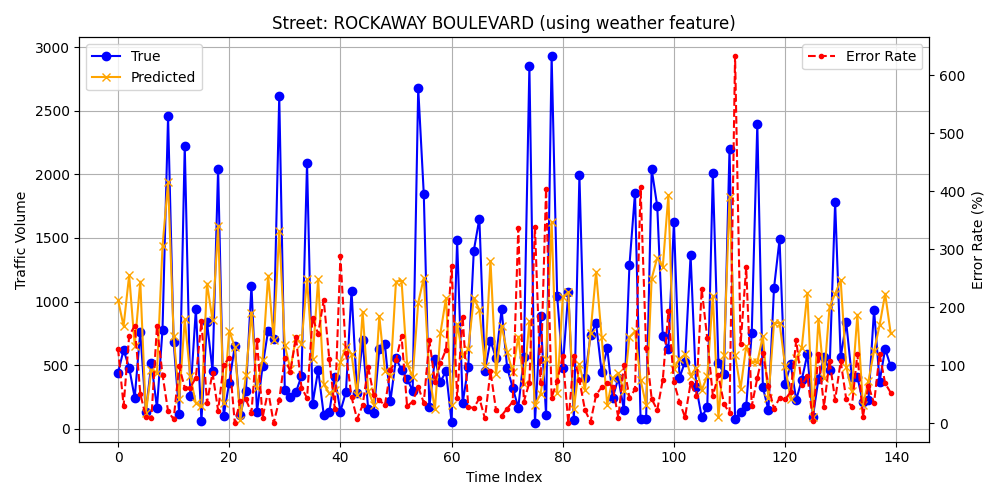 Street: ROCKAWAY BOULEVARD (using weather feature)
True
Predicted
Error Rate
Traffic Volume
3000
2500
2000
1500
1000
500
0
600
500
400
300
200
100
0
Error Rate (%)
0 20 40 60 80 100 120 140
Time Index